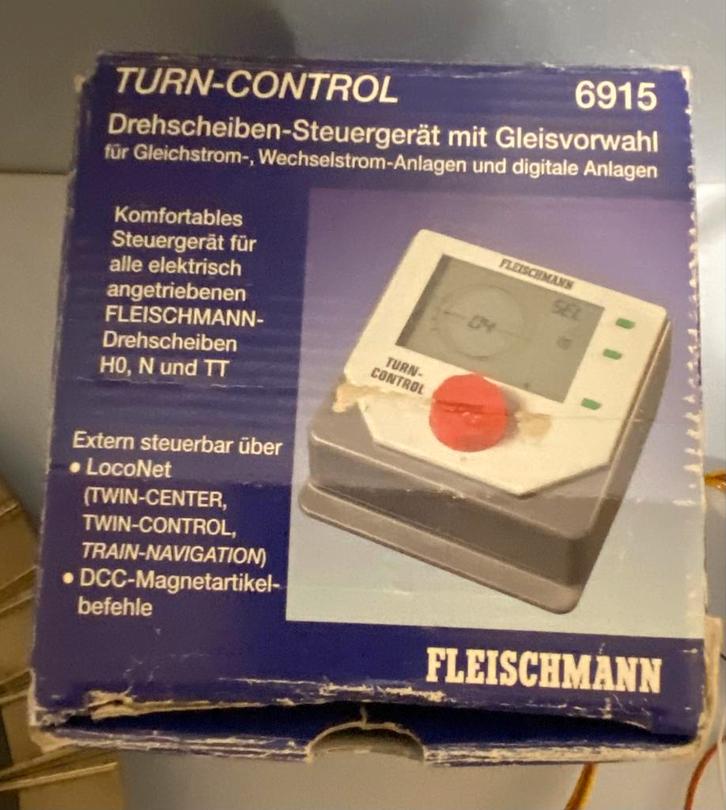 TURN-CONTROL 6915
Drehscheiben-Steuergerät mit Gleisvorwahl
für Gleichstrom-, Wechselstrom-Anlagen und digitale Anlagen
Komfortables
Steuergerät für
alle elektrisch
angetriebenen
FLEISCHMANN-
Drehscheiben
H0, N und TT
Extern steuerbar über
• LocoNet
(TWIN-CENTER,
TWIN-CONTROL,
TRAIN-NAVIGATION)
• DCC-Magnetartikel-
befehle
FLEISCHMANN
SEL
04
TURN-
CONTROL
FLEISCHMANN